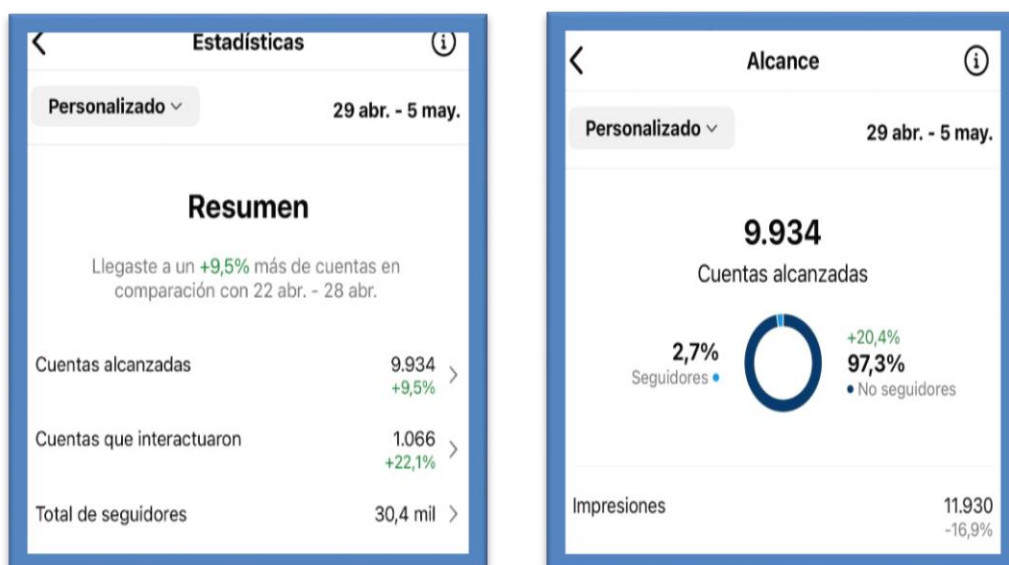 Estadísticas
Personalizado
29 abr. - 5 may.
Resumen
Llegaste a un +9,5% más de cuentas en
comparación con 22 abr. - 28 abr.
Cuentas alcanzadas 9.934
+9,5%
Cuentas que interactuaron 1.066
+22,1%
Total de seguidores 30,4 mil
Alcance
Personalizado
29 abr. - 5 may.
9.934
Cuentas alcanzadas
2,7%
Seguidores
+20,4%
97,3%
No seguidores
Impresiones 11.930
-16,9%